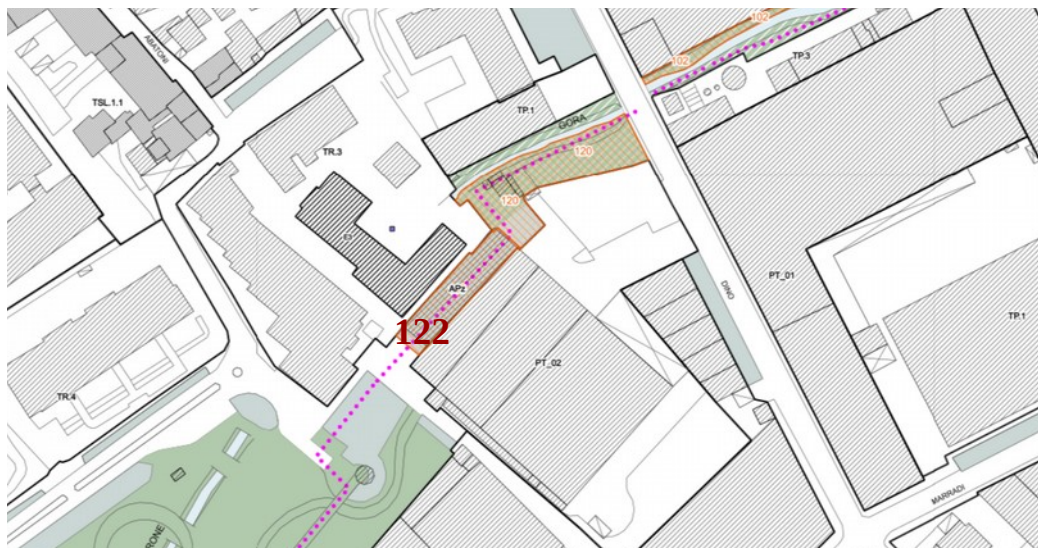 102
ABATONI
102
TP.3
TSL.1.1
TP.1
GORA
TR.3
120
120
PT_01
APz
DINO
TP.1
122
PT_02
TR.4
MARRADI
RONE